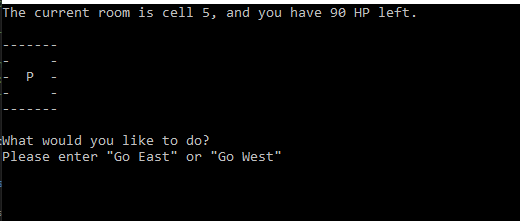 The current room is cell 5, and you have 90 HP left.
-------
-     -
-  P  -
-     -
-------
What would you like to do?
Please enter "Go East" or "Go West"